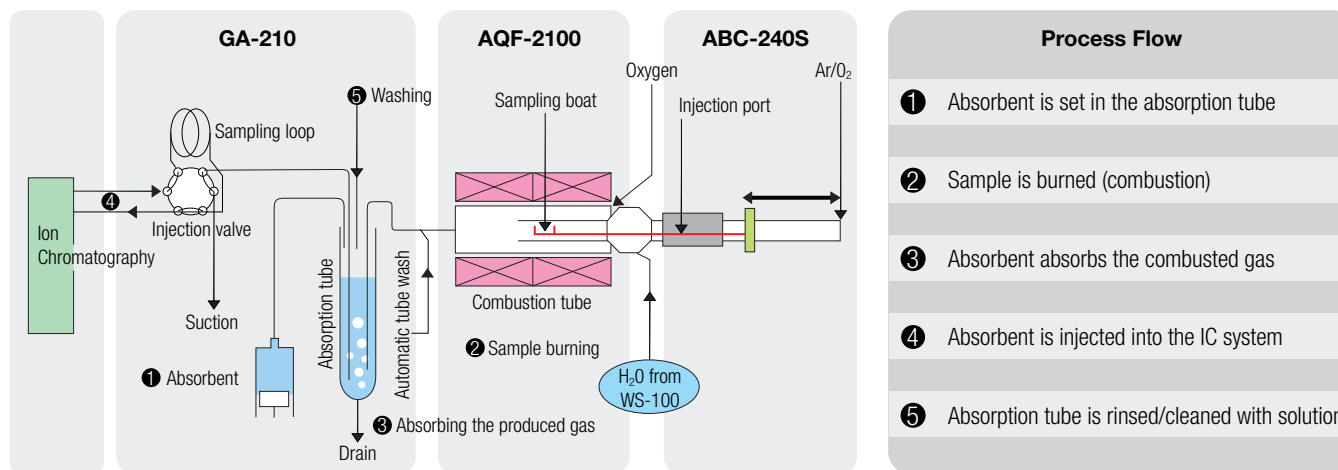 GA-210
AQF-2100
ABC-240S
Oxygen
Ar/O₂
❺ Washing
Sampling boat
Injection port
Sampling loop
❹
Ion
Chromatography
Injection valve
Suction
Absorption tube
Automatic tube wash
Combustion tube
❷ Sample burning
❶ Absorbent
H₂0 from
WS-100
❸ Absorbing the produced gas
Drain
Process Flow
❶ Absorbent is set in the absorption tube
❷ Sample is burned (combustion)
❸ Absorbent absorbs the combusted gas
❹ Absorbent is injected into the IC system
❺ Absorption tube is rinsed/cleaned with solution